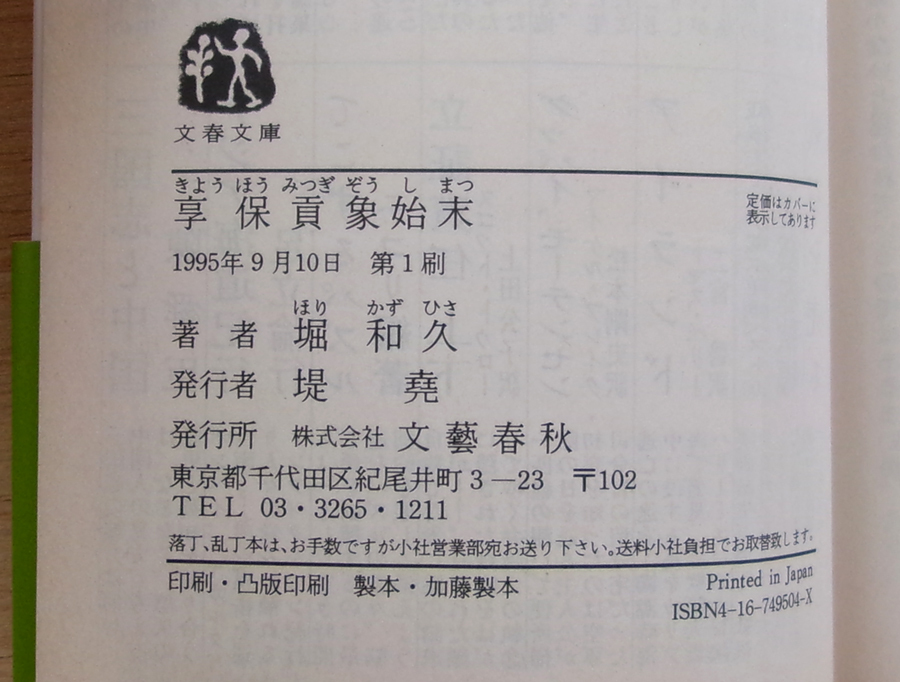 文春文庫
きようほうみつぎぞうしまつ
享保貢象始末
定価はカバーに
表示してあります
1995年9月10日　第1刷
ほり　かずひさ
著　者　堀　和久
発行者　堤　堯
発行所　株式会社 文藝春秋
東京都千代田区紀尾井町3—23　〒102
TEL 03・3265・1211
落丁、乱丁本は、お手数ですが小社営業部宛お送り下さい。送料小社負担でお取替致します。
印刷・凸版印刷　製本・加藤製本
Printed in Japan
ISBN4-16-749504-X